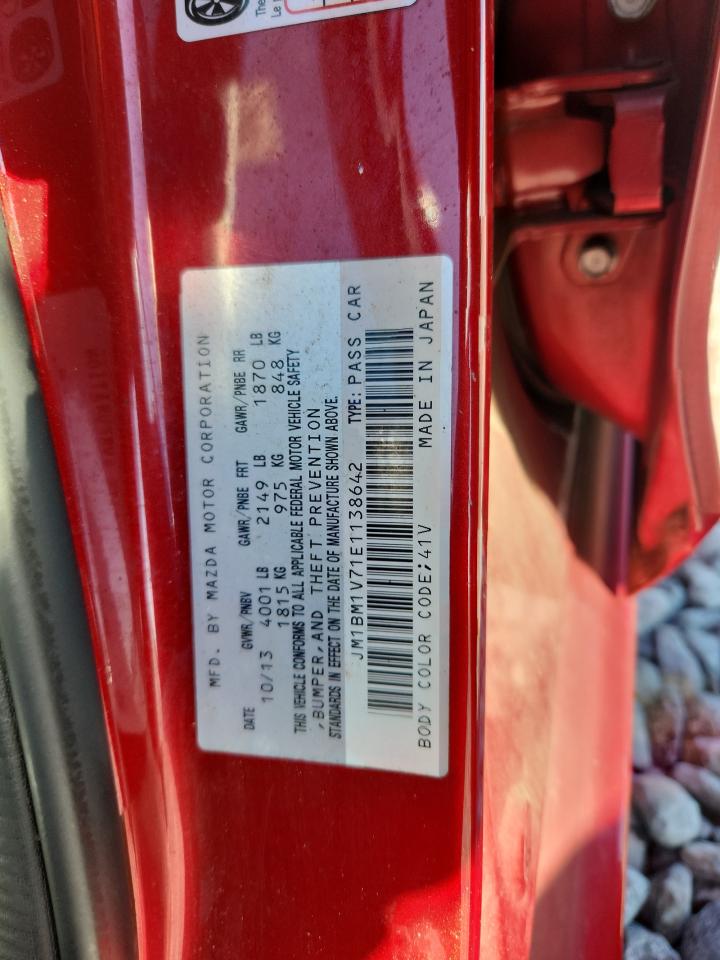 The
Le
MFD. BY MAZDA MOTOR CORPORATION
DATE GVWR/PNBV GAWR/PNBE FRT GAWR/PNBE RR
10/13 4001 LB 2149 LB 1870 LB
1815 KG 975 KG 848 KG
THIS VEHICLE CONFORMS TO ALL APPLICABLE FEDERAL MOTOR VEHICLE SAFETY
,BUMPER,AND THEFT PREVENTION
STANDARDS IN EFFECT ON THE DATE OF MANUFACTURE SHOWN ABOVE.
JM1BM1V71E1138642 TYPE: PASS CAR
BODY COLOR CODE;41V MADE IN JAPAN